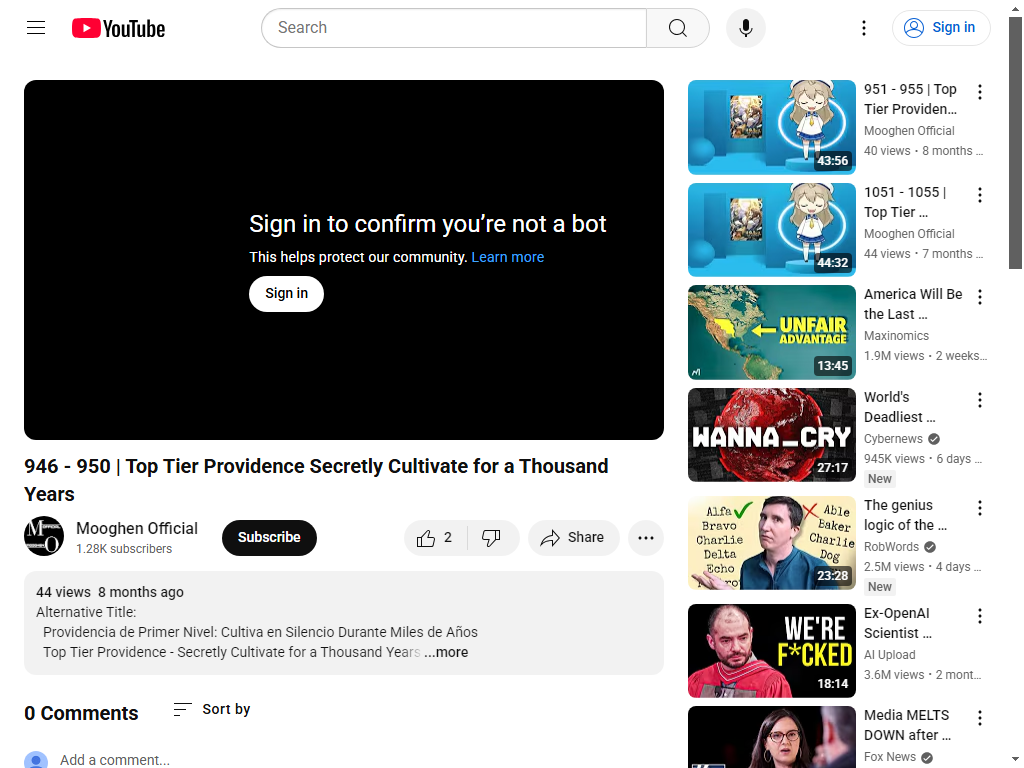 YouTube
Search
Sign in
Sign in to confirm you’re not a bot
This helps protect our community. Learn more
Sign in
946 - 950 | Top Tier Providence Secretly Cultivate for a Thousand
Years
Mooghen Official
1.28K subscribers
Subscribe
2
Share
44 views 8 months ago
Alternative Title:
Providencia de Primer Nivel: Cultiva en Silencio Durante Miles de Años
Top Tier Providence - Secretly Cultivate for a Thousand Years ...more
0 Comments
Sort by
Add a comment...
43:56
951 - 955 | Top
Tier Providen...
Mooghen Official
40 views • 8 months ...
44:32
1051 - 1055 |
Top Tier ...
Mooghen Official
44 views • 7 months ...
UNFAIR
ADVANTAGE
13:45
America Will Be
the Last ...
Maxinomics
1.9M views • 2 weeks...
WANNA_CRY
27:17
World's
Deadliest ...
Cybernews
945K views • 6 days ...
New
Alfa Able
Bravo Baker
Charlie Charlie
Delta Dog
Echo
23:28
The genius
logic of the ...
RobWords
2.5M views • 4 days ...
New
WE'RE
F*CKED
18:14
Ex-OpenAI
Scientist ...
AI Upload
3.6M views • 2 mont...
Media MELTS
DOWN after ...
Fox News